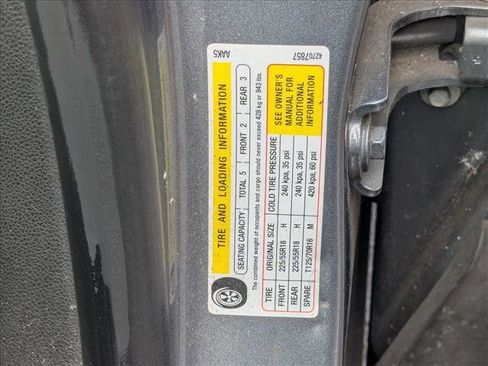 AAK5 42707857
TIRE AND LOADING INFORMATION
SEATING CAPACITY TOTAL 5 FRONT 2 REAR 3
The combined weight of occupants and cargo should never exceed 428 kg or 943 lbs.
TIRE ORIGINAL SIZE COLD TIRE PRESSURE
FRONT 225/55R18 H 240 kpa, 35 psi
REAR 225/55R18 H 240 kpa, 35 psi
SPARE T125/70R16 M 420 kpa, 60 psi
SEE OWNER'S
MANUAL FOR
ADDITIONAL
INFORMATION